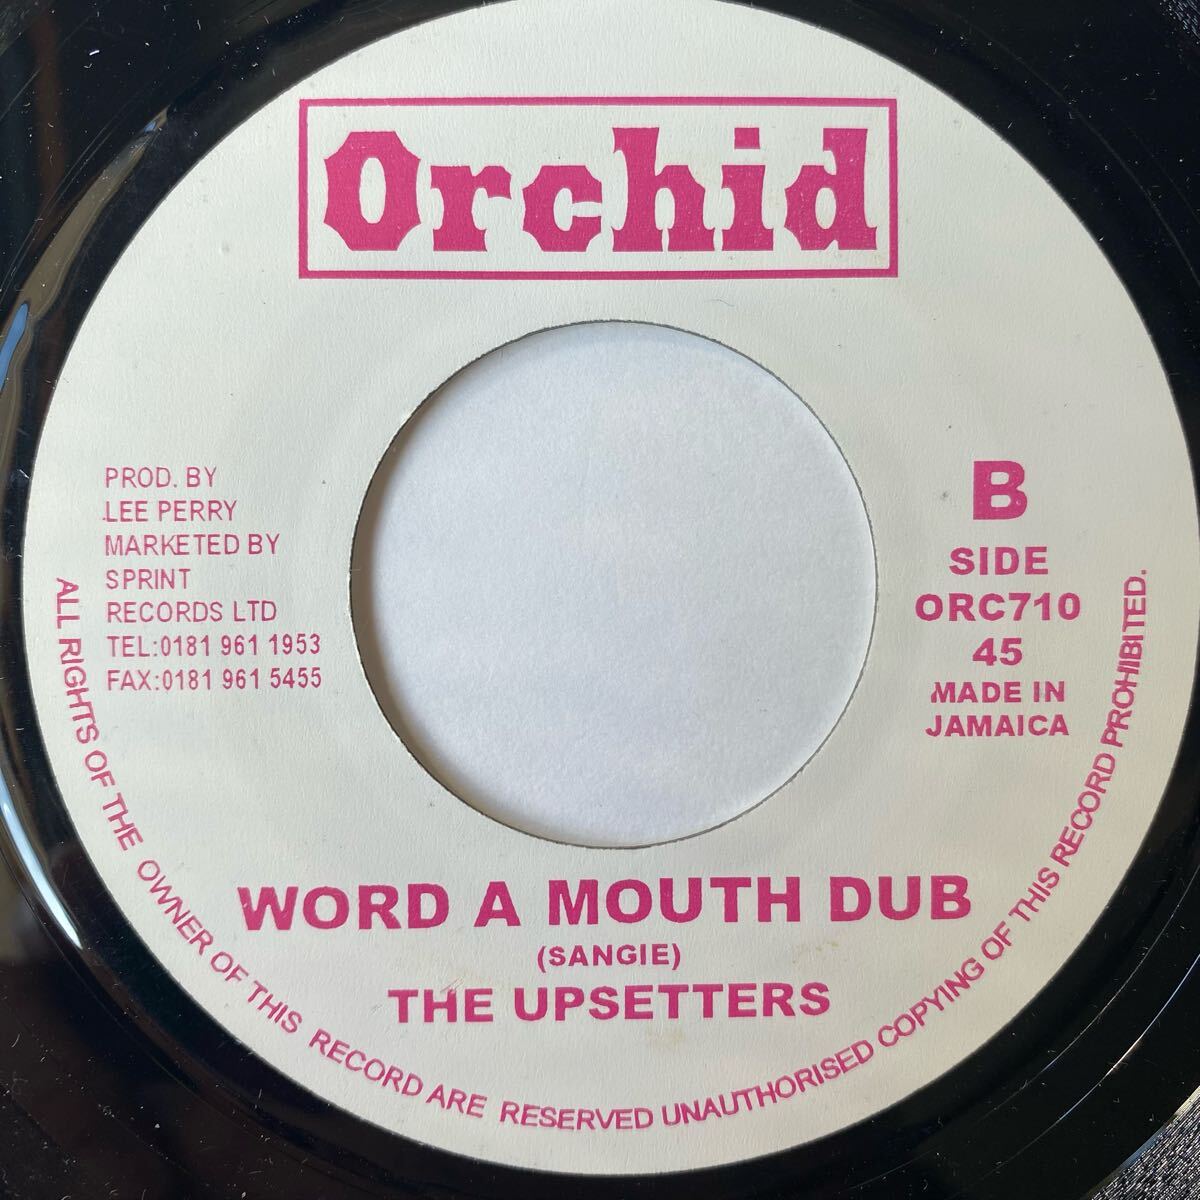 Orchid
PROD. BY
LEE PERRY
MARKETED BY
SPRINT
RECORDS LTD
TEL:0181 961 1953
FAX:0181 961 5455
B
SIDE
ORC710
45
MADE IN
JAMAICA
WORD A MOUTH DUB
(SANGIE)
THE UPSETTERS
ALL RIGHTS OF THE OWNER OF THIS RECORD ARE RESERVED UNAUTHORISED COPYING OF THIS RECORD PROHIBITED.